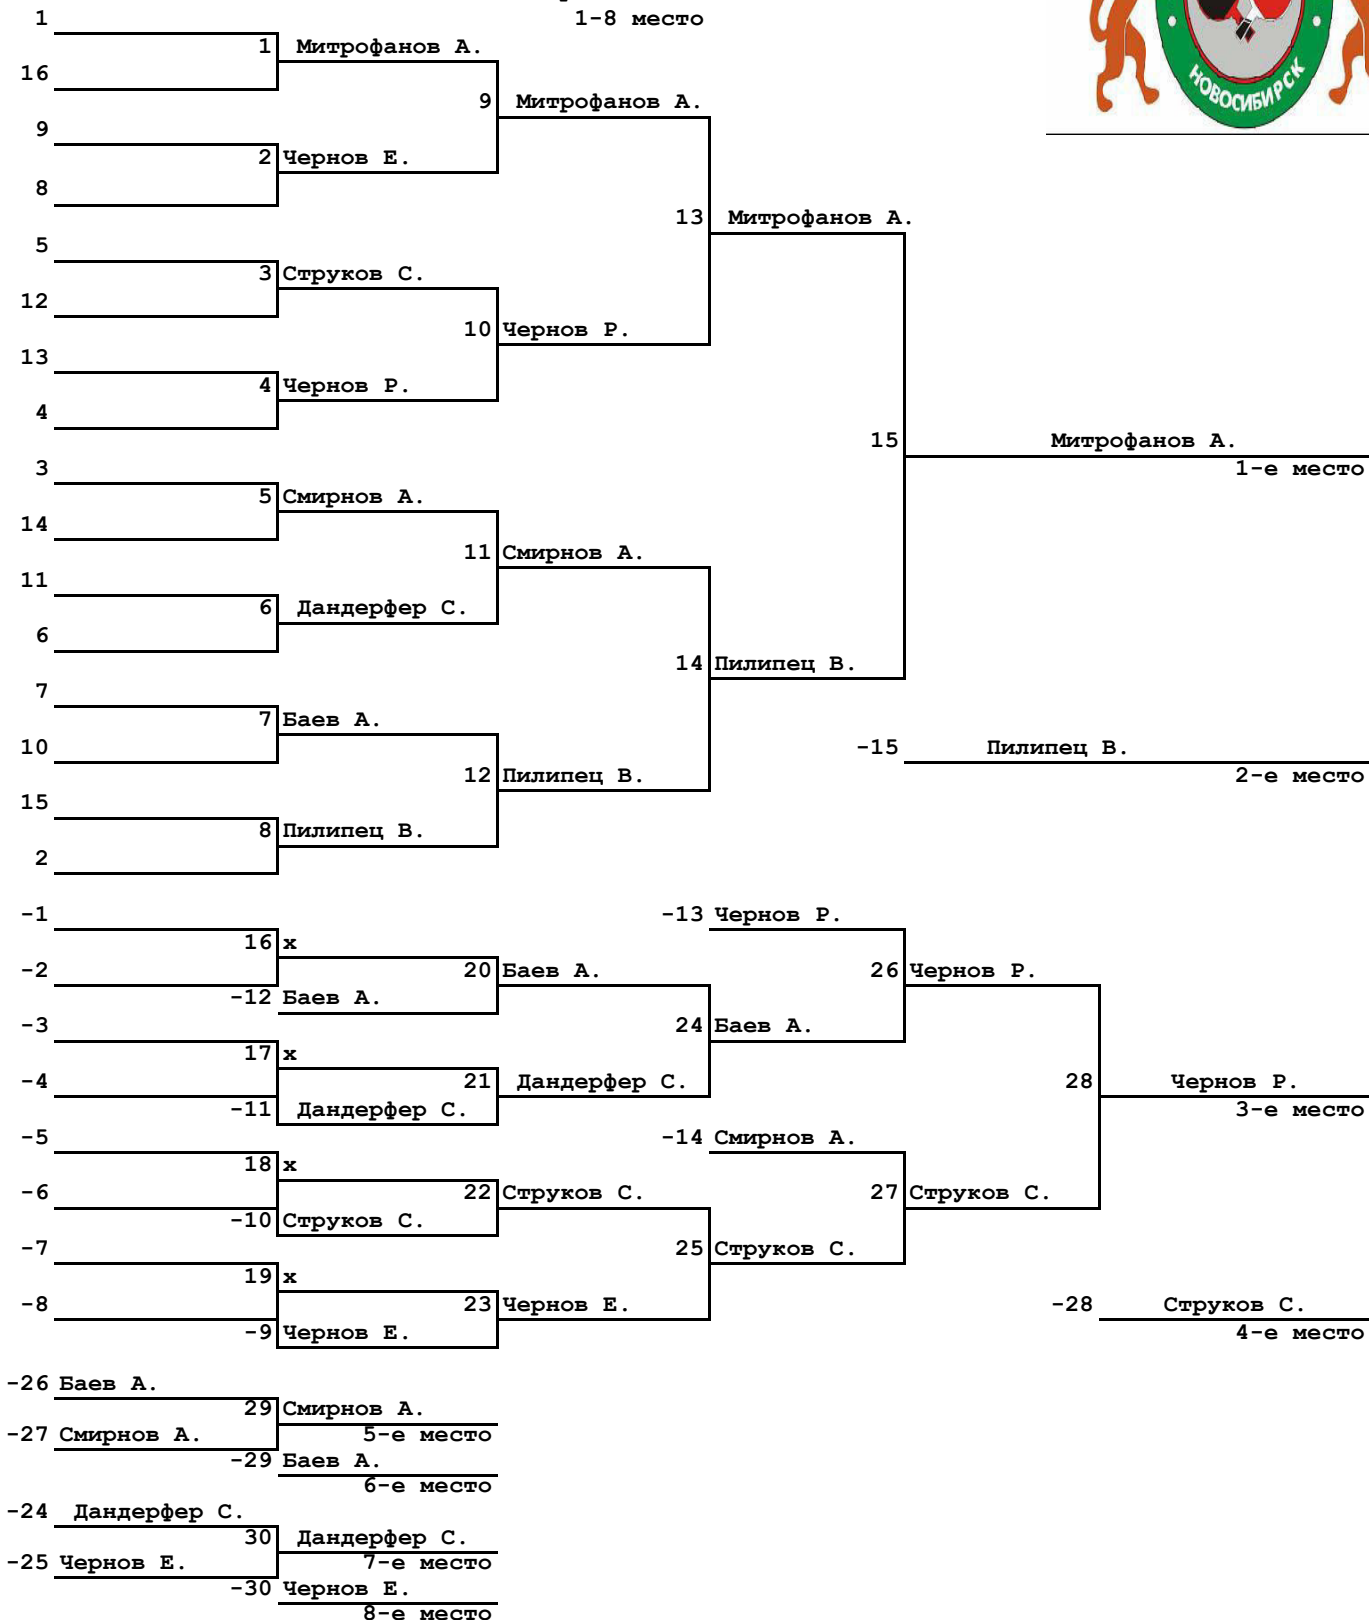 1-8 место
НОВОСИБИРСК
1
1 Митрофанов А.
16
9 Митрофанов А.
9
2 Чернов Е.
8
13 Митрофанов А.
5
3 Струков С.
12
10 Чернов Р.
13
4 Чернов Р.
4
15 Митрофанов А.
1-е место
3
5 Смирнов А.
14
11 Смирнов А.
11
6 Дандерфер С.
6
14 Пилипец В.
7
7 Баев А.
10
-15 Пилипец В.
2-е место
12 Пилипец В.
15
8 Пилипец В.
2
-1
-13 Чернов Р.
16 х
-2
20 Баев А.
26 Чернов Р.
-12 Баев А.
-3
24 Баев А.
17 х
-4
21 Дандерфер С.
28 Чернов Р.
3-е место
-11 Дандерфер С.
-5
-14 Смирнов А.
18 х
-6
22 Струков С.
27 Струков С.
-10 Струков С.
-7
25 Струков С.
19 х
-8
23 Чернов Е.
-28 Струков С.
4-е место
-9 Чернов Е.
-26 Баев А.
29 Смирнов А.
5-е место
-27 Смирнов А.
-29 Баев А.
6-е место
-24 Дандерфер С.
30 Дандерфер С.
7-е место
-25 Чернов Е.
-30 Чернов Е.
8-е место